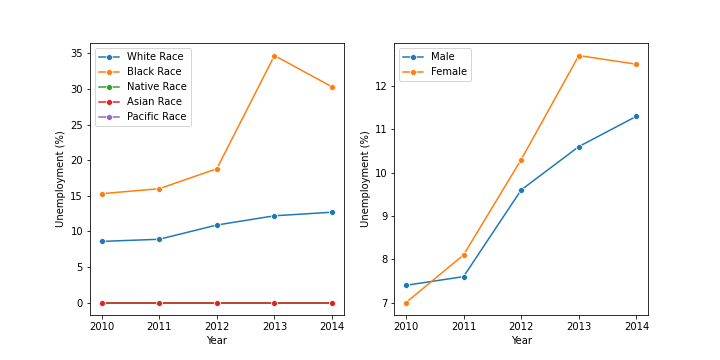 White Race
Black Race
Native Race
Asian Race
Pacific Race
Unemployment (%)
35
30
25
20
15
10
5
0
2010 2011 2012 2013 2014
Year
Male
Female
Unemployment (%)
12
11
10
9
8
7
2010 2011 2012 2013 2014
Year